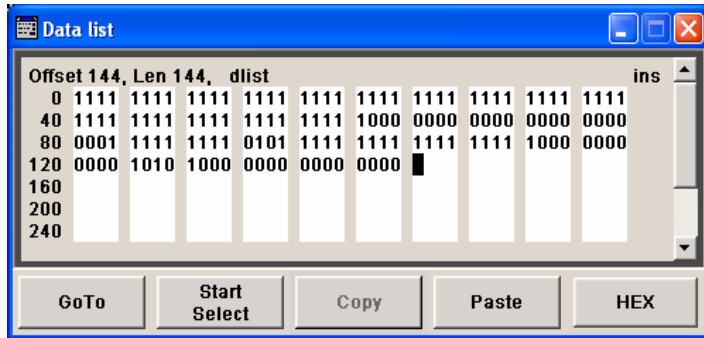 Data list
Offset 144, Len 144, dlist ins
0 1111 1111 1111 1111 1111 1111 1111 1111 1111 1111
40 1111 1111 1111 1111 1111 1000 0000 0000 0000 0000
80 0001 1111 1111 0101 1111 1111 1111 1111 1000 0000
120 0000 1010 1000 0000 0000 0000
160
200
240
GoTo Start Select Copy Paste HEX